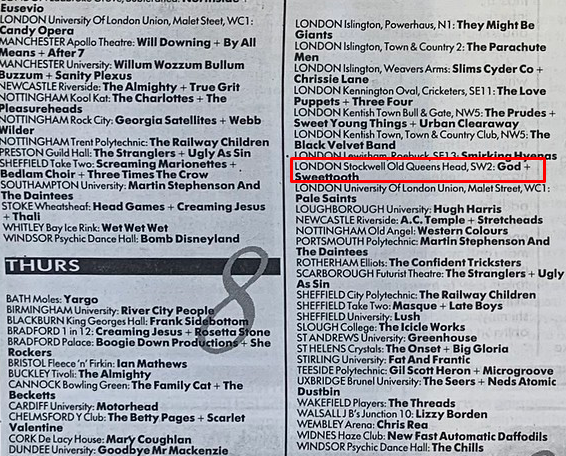 Eusevio
LONDON University Of London Union, Malet Street, WC1:
Candy Opera
MANCHESTER Apollo Theatre: Will Downing + By All
Means + After 7
MANCHESTER University: Willum Wozzum Bullum
Buzzum + Sanity Plexus
NEWCASTLE Riverside: The Almighty + True Grit
NOTTINGHAM Kool Kat: The Charlottes + The
Pleasureheads
NOTTINGHAM Rock City: Georgia Satellites + Webb
Wilder
NOTTINGHAM Trent Polytechnic: The Railway Children
PRESTON Guild Hall: The Stranglers + Ugly As Sin
SHEFFIELD Take Two: Screaming Marionettes +
Bedlam Choir + Three Times The Crow
SOUTHAMPTON University: Martin Stephenson And
The Daintees
STOKE Wheatsheaf: Head Games + Creaming Jesus
+ Thali
WHITLEY Bay Ice Rink: Wet Wet Wet
WINDSOR Psychic Dance Hall: Bomb Disneyland
THURS
8
BATH Moles: Yargo
BIRMINGHAM University: River City People
BLACKBURN King Georges Hall: Frank Sidebottom
BRADFORD 1 in 12: Creaming Jesus + Rosetta Stone
BRADFORD Palace: Boogie Down Productions + She
Rockers
BRISTOL Fleece 'n' Firkin: Ian Mathews
BUCKLEY Tivoli: The Almighty
CANNOCK Bowling Green: The Family Cat + The
Becketts
CARDIFF University: Motorhead
CHELMSFORD Y Club: The Betty Pages + Scarlet
Valentine
CORK De Lacy House: Mary Coughlan
DUNDEE University: Goodbye Mr Mackenzie
LONDON Islington, Powerhaus, N1: They Might Be
Giants
LONDON Islington, Town & Country 2: The Parachute
Men
LONDON Islington, Weavers Arms: Slims Cyder Co +
Chrissie Lane
LONDON Kennington Oval, Cricketers, SE11: The Love
Puppets + Three Four
LONDON Kentish Town Bull & Gate, NW5: The Prudes +
Sweet Young Things + Urban Clearaway
LONDON Kentish Town, Town & Country Club, NW5: The
Black Velvet Band
LONDON Lewisham, Roebuck, SE13: Smirking Hyenas
LONDON Stockwell Old Queens Head, SW2: God +
Sweettooth
LONDON University Of London Union, Malet Street, WC1:
Pale Saints
LOUGHBOROUGH University: Hugh Harris
NEWCASTLE Riverside: A.C. Temple + Stretcheads
NOTTINGHAM Old Angel: Western Colours
PORTSMOUTH Polytechnic: Martin Stephenson And
The Daintees
ROTHERHAM Elliots: The Confident Tricksters
SCARBOROUGH Futurist Theatre: The Stranglers + Ugly
As Sin
SHEFFIELD City Polytechnic: The Railway Children
SHEFFIELD Take Two: Masque + Late Boys
SHEFFIELD University: Lush
SLOUGH College: The Icicle Works
ST ANDREWS University: Greenhouse
ST HELENS Crystals: The Onset + Big Gloria
STIRLING University: Fat And Frantic
TEESIDE Polytechnic: Gil Scott Heron + Microgroove
UXBRIDGE Brunel University: The Seers + Neds Atomic
Dustbin
WAKEFIELD Players: The Threads
WALSALL J B's Junction 10: Lizzy Borden
WEMBLEY Arena: Chris Rea
WIDNES Haze Club: New Fast Automatic Daffodils
WINDSOR Psychic Dance Hall: The Chills